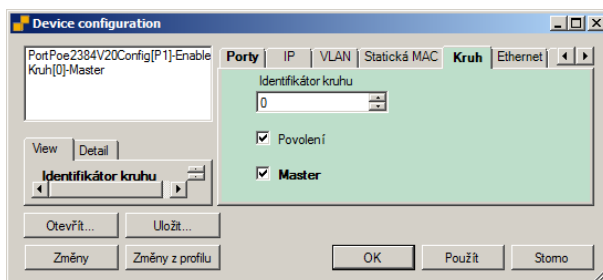 Device configuration
PortPoe2384V20Config[P1]-Enable
Kruh[0]-Master
Porty IP VLAN Statická MAC Kruh Ethernet
Identifikátor kruhu
0
Povolení
Master
View Detail
Identifikátor kruhu
Otevřít... Uložit...
Změny Změny z profilu OK Použít Storno